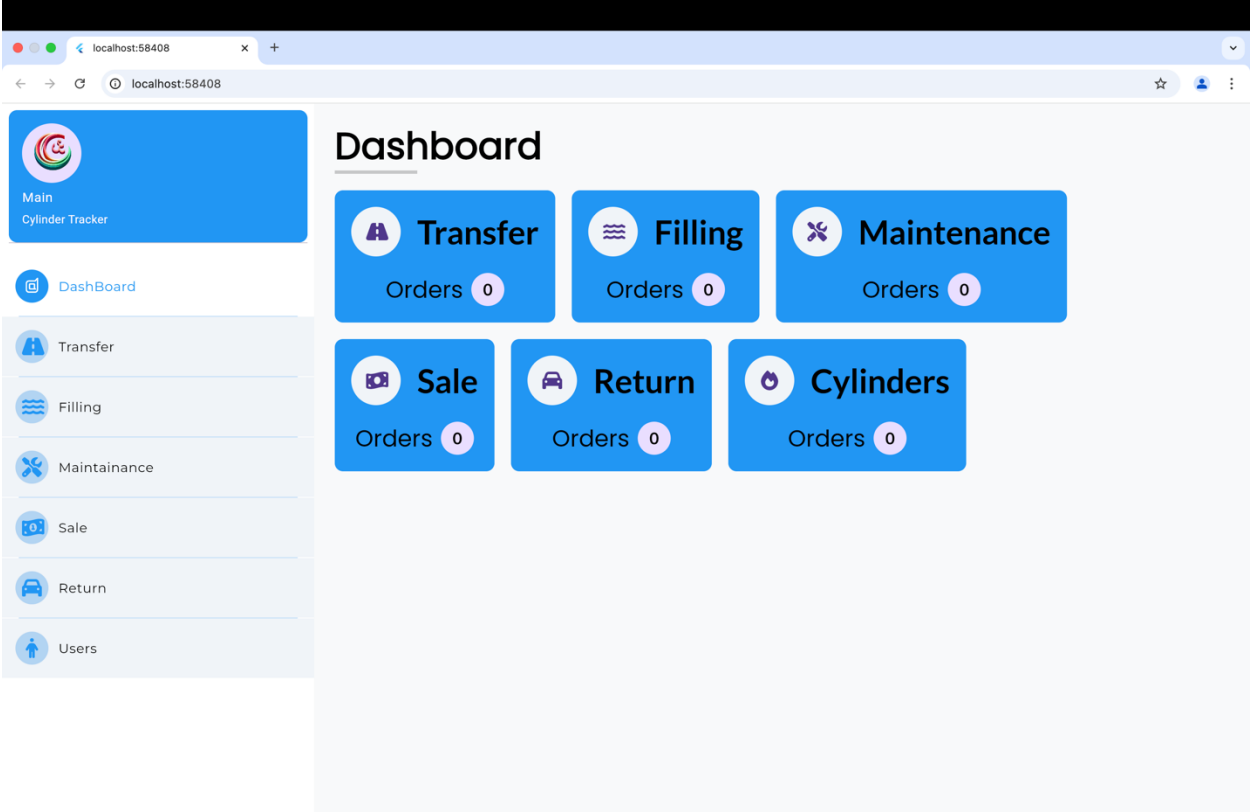 localhost:58408
localhost:58408
Main
Cylinder Tracker
DashBoard
Transfer
Filling
Maintainance
Sale
Return
Users
Dashboard
Transfer
Orders 0
Filling
Orders 0
Maintenance
Orders 0
Sale
Orders 0
Return
Orders 0
Cylinders
Orders 0